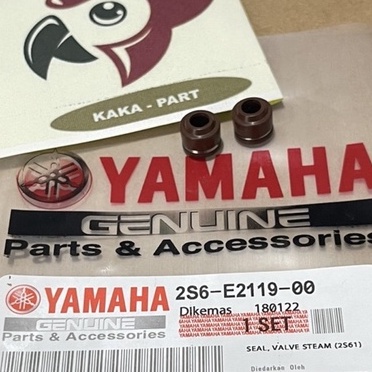 KAKA - PART
YAMAHA
GENUINE
Parts & Accessories
YAMAHA 2S6-E2119-00
GENUINE Dikemas 180122
Parts & Accessories 1 SET
SEAL, VALVE STEAM (2S61)
Diedarkan Oleh